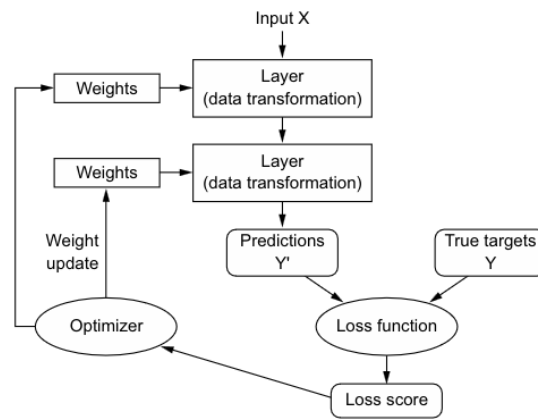 Input X
Weights
Layer
(data transformation)
Weights
Layer
(data transformation)
Weight
update
Predictions
Y'
True targets
Y
Optimizer
Loss function
Loss score